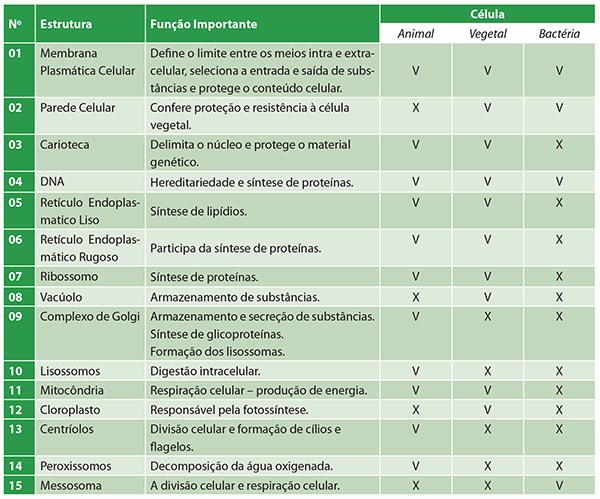 Nº Estrutura Função Importante Célula
Animal Vegetal Bactéria
01 Membrana Plasmática Celular Define o limite entre os meios intra e extra-
celular, seleciona a entrada e saída de subs-
tâncias e protege o conteúdo celular. V V V
02 Parede Celular Confere proteção e resistência à célula
vegetal. X V V
03 Carioteca Delimita o núcleo e protege o material
genético. V V X
04 DNA Hereditariedade e síntese de proteínas. V V V
05 Retículo Endoplas-
matico Liso Síntese de lipídios. V V X
06 Retículo Endoplas-
mático Rugoso Participa da síntese de proteínas. V V X
07 Ribossomo Síntese de proteínas. V V X
08 Vacúolo Armazenamento de substâncias. X V X
09 Complexo de Golgi Armazenamento e secreção de substâncias.
Síntese de glicoproteínas.
Formação dos lisossomas. V X X
10 Lisossomos Digestão intracelular. V X X
11 Mitocôndria Respiração celular – produção de energia. V V X
12 Cloroplasto Responsável pela fotossíntese. X V X
13 Centríolos Divisão celular e formação de cílios e
flagelos. V X X
14 Peroxissomos Decomposição da água oxigenada. V X X
15 Messosoma A divisão celular e respiração celular. X X V